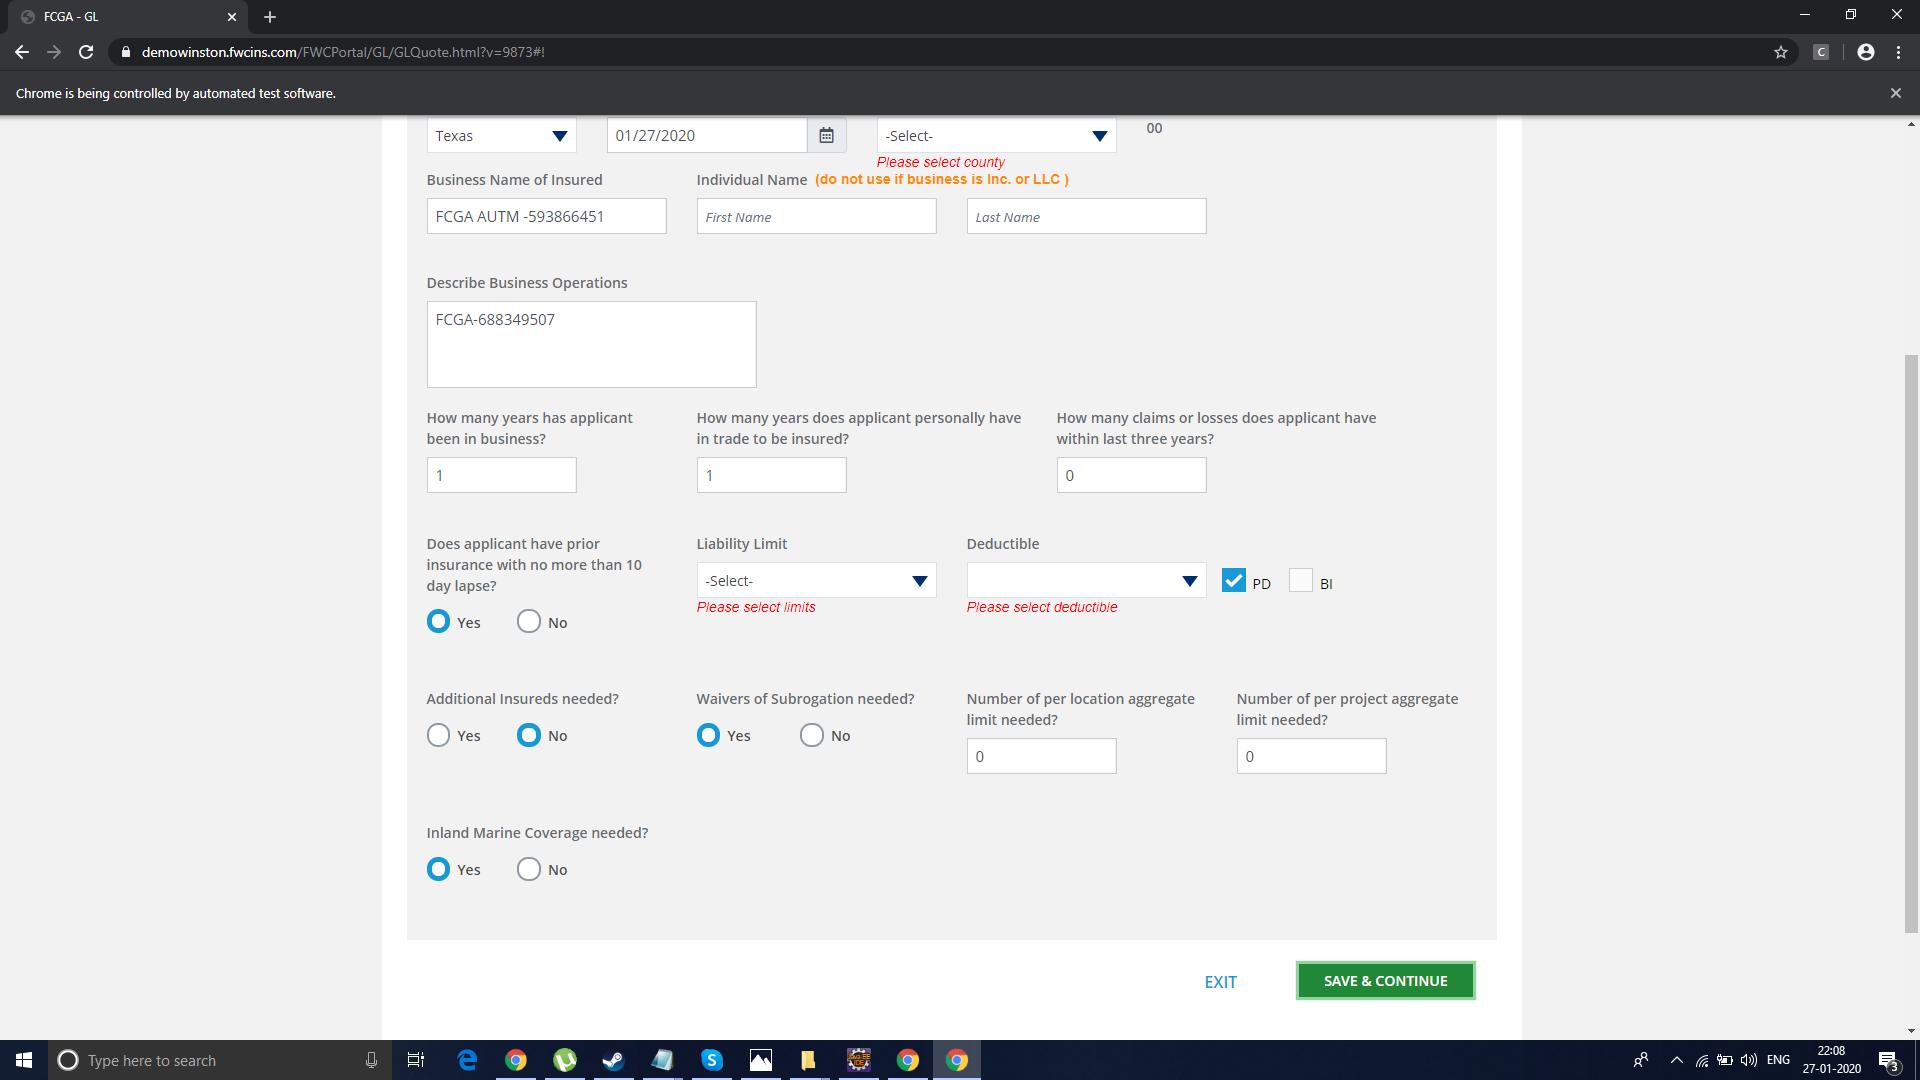 FCGA - GL
demowinston.fwcins.com/FWCPortal/GL/GLQuote.html?v=9873#!
C
Chrome is being controlled by automated test software.
Texas
01/27/2020
-Select-
00
Please select county
Business Name of Insured
Individual Name (do not use if business is Inc. or LLC )
FCGA AUTM -593866451
First Name
Last Name
Describe Business Operations
FCGA-688349507
How many years has applicant
been in business?
How many years does applicant personally have
in trade to be insured?
How many claims or losses does applicant have
within last three years?
1
1
0
Does applicant have prior
insurance with no more than 10
day lapse?
Yes No
Liability Limit
-Select-
Please select limits
Deductible
PD BI
Please select deductible
Additional Insureds needed?
Yes No
Waivers of Subrogation needed?
Yes No
Number of per location aggregate
limit needed?
0
Number of per project aggregate
limit needed?
0
Inland Marine Coverage needed?
Yes No
EXIT
SAVE & CONTINUE
Type here to search
ENG
22:08
27-01-2020
3